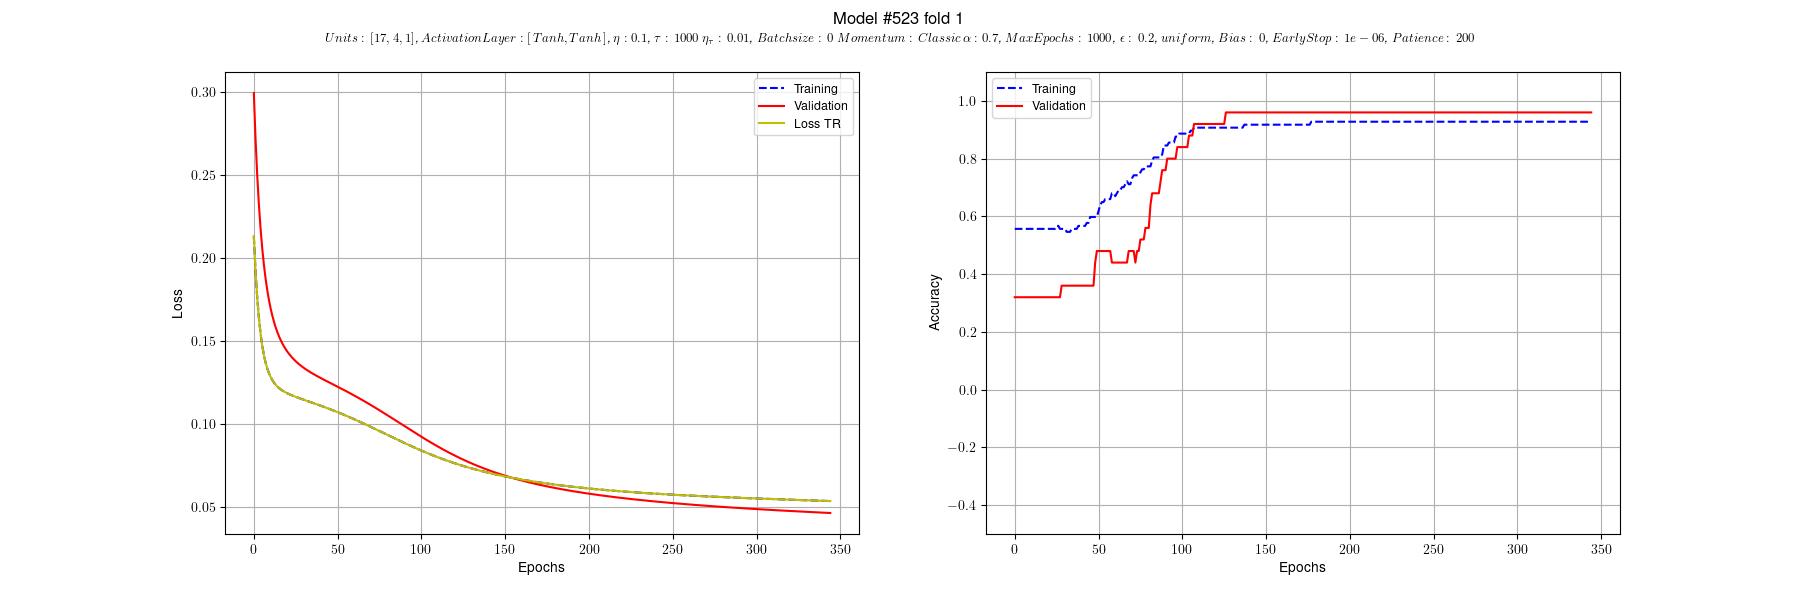 Model #523 fold 1
Units : [17, 4, 1], ActivationLayer : [Tanh, Tanh], η : 0.1, τ : 1000 ητ : 0.01, Batchsize : 0 Momentum : Classic α : 0.7, MaxEpochs : 1000, ϵ : 0.2, uniform, Bias : 0, EarlyStop : 1e − 06, Patience : 200
Training
Validation
Loss TR
0.30
0.25
0.20
0.15
0.10
0.05
Loss
0 50 100 150 200 250 300 350
Epochs
Training
Validation
1.0
0.8
0.6
0.4
0.2
0.0
−0.2
−0.4
Accuracy
0 50 100 150 200 250 300 350
Epochs